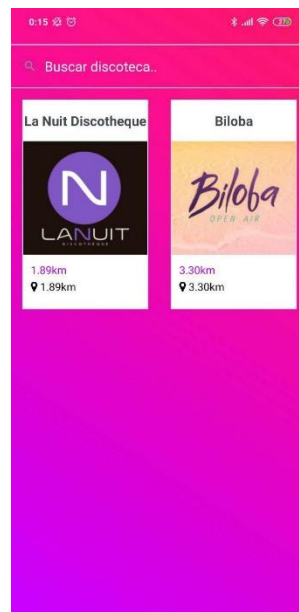 0:15
Buscar discoteca..
La Nuit Discotheque
Biloba
N
LANUIT
DISCOTHEQUE
Biloba
OPEN AIR
1.89km
1.89km
3.30km
3.30km